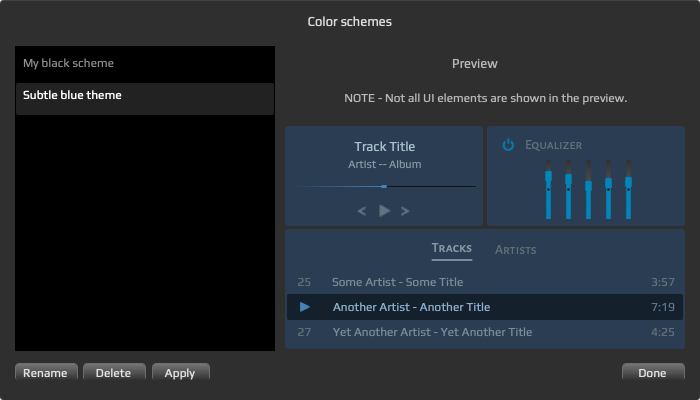 Color schemes
My black scheme
Subtle blue theme
Preview
NOTE - Not all UI elements are shown in the preview.
Track Title
Artist -- Album
Equalizer
Tracks Artists
25 Some Artist - Some Title 3:57
Another Artist - Another Title 7:19
27 Yet Another Artist - Yet Another Title 4:25
Rename Delete Apply Done